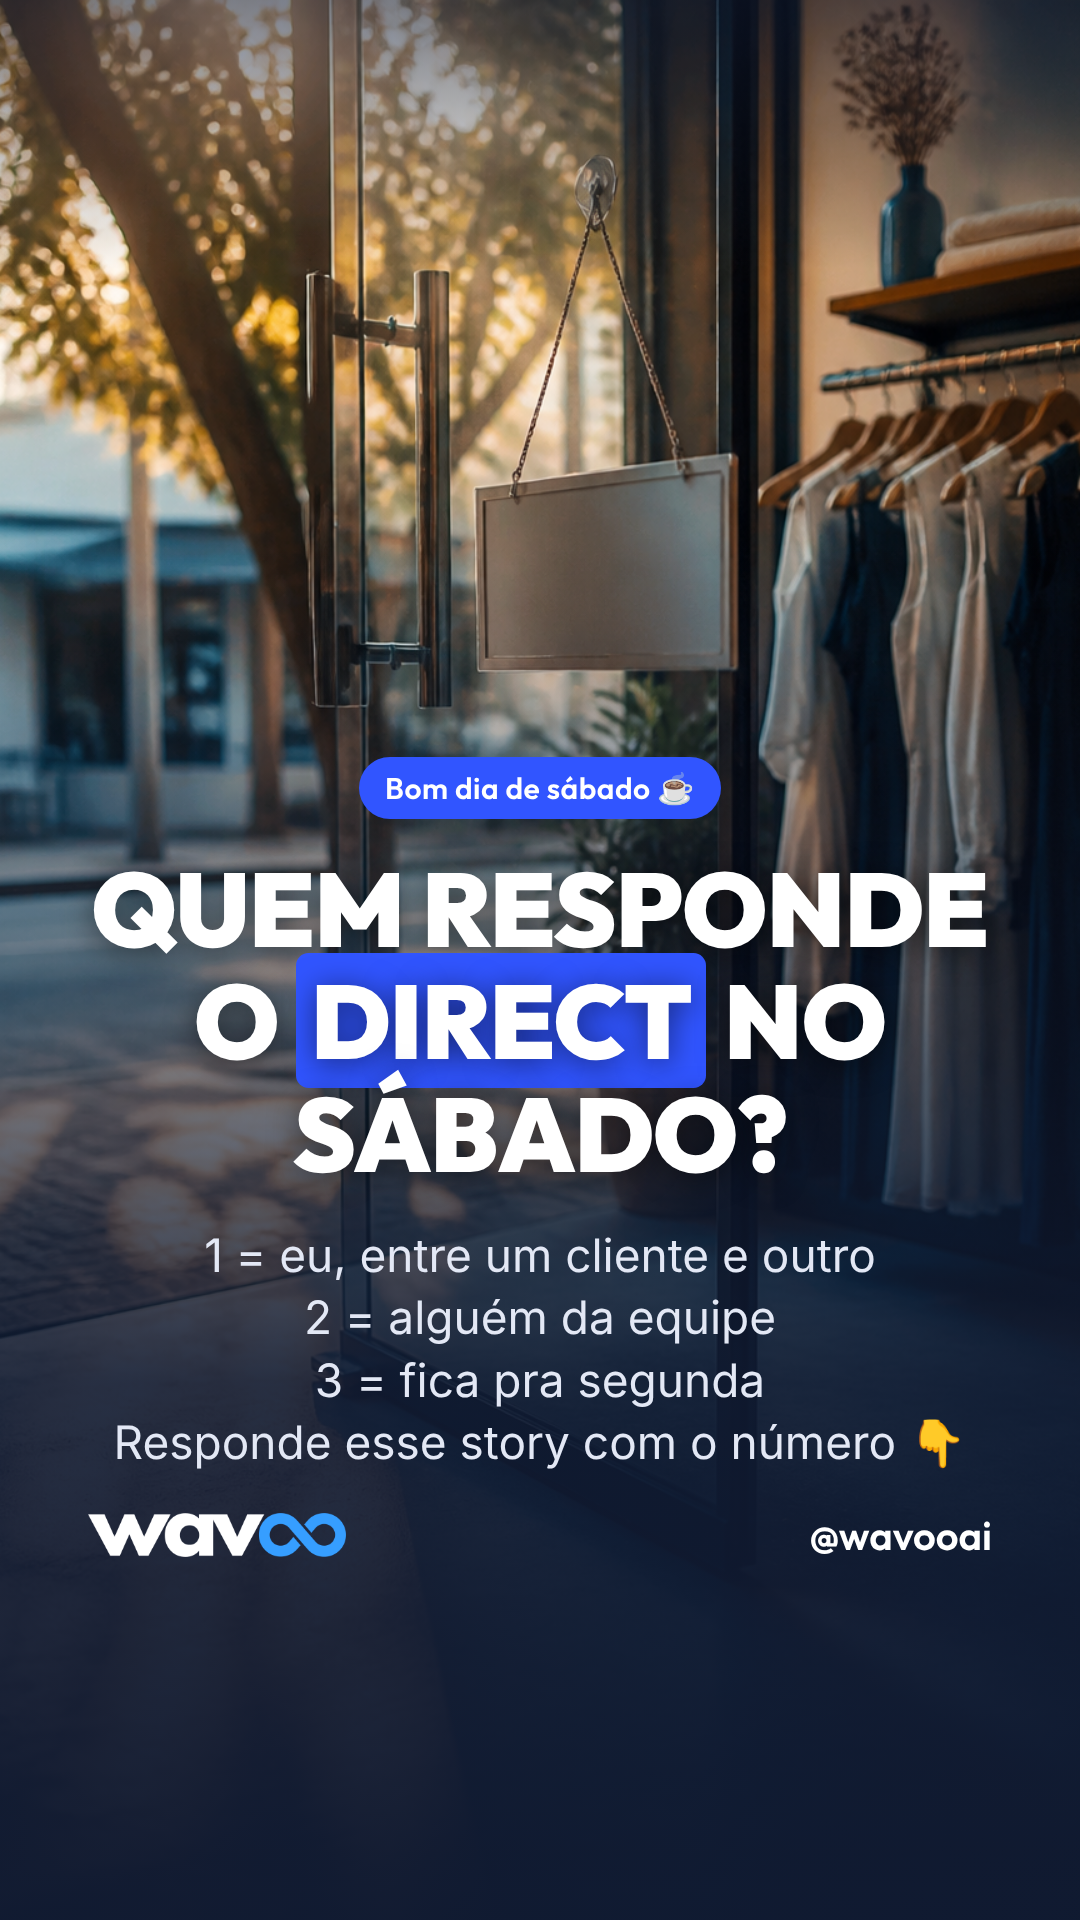 Bom dia de sábado ☕
QUEM RESPONDE
O DIRECT NO
SÁBADO?
1 = eu, entre um cliente e outro
2 = alguém da equipe
3 = fica pra segunda
Responde esse story com o número 👇
wavoo
@wavooai